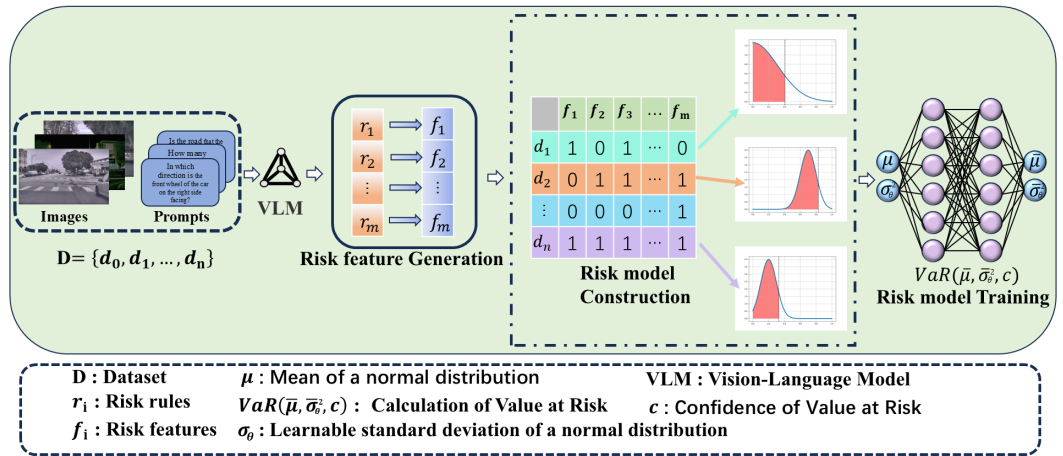 Is the road that the
How many
In which
direction is the
front wheel of the car
on the right side
facing?
Images
Prompts
D= {d₀, d₁, ..., dₙ}
VLM
r₁ f₁
r₂ f₂
⋮ ⋮
rₘ fₘ
Risk feature Generation
f₁ f₂ f₃ ⋯ fₘ
d₁ 1 0 1 ⋯ 0
d₂ 0 1 1 ⋯ 1
⋮ 0 0 0 ⋯ 1
dₙ 1 1 1 ⋯ 1
Risk model
Construction
μ μ̄
σ_θ σ̄_θ²
VaR(μ̄, σ̄_θ², c)
Risk model Training
D : Dataset
μ : Mean of a normal distribution
VLM : Vision-Language Model
rᵢ : Risk rules
VaR(μ̄, σ̄_θ², c) : Calculation of Value at Risk
c : Confidence of Value at Risk
fᵢ : Risk features
σ_θ : Learnable standard deviation of a normal distribution